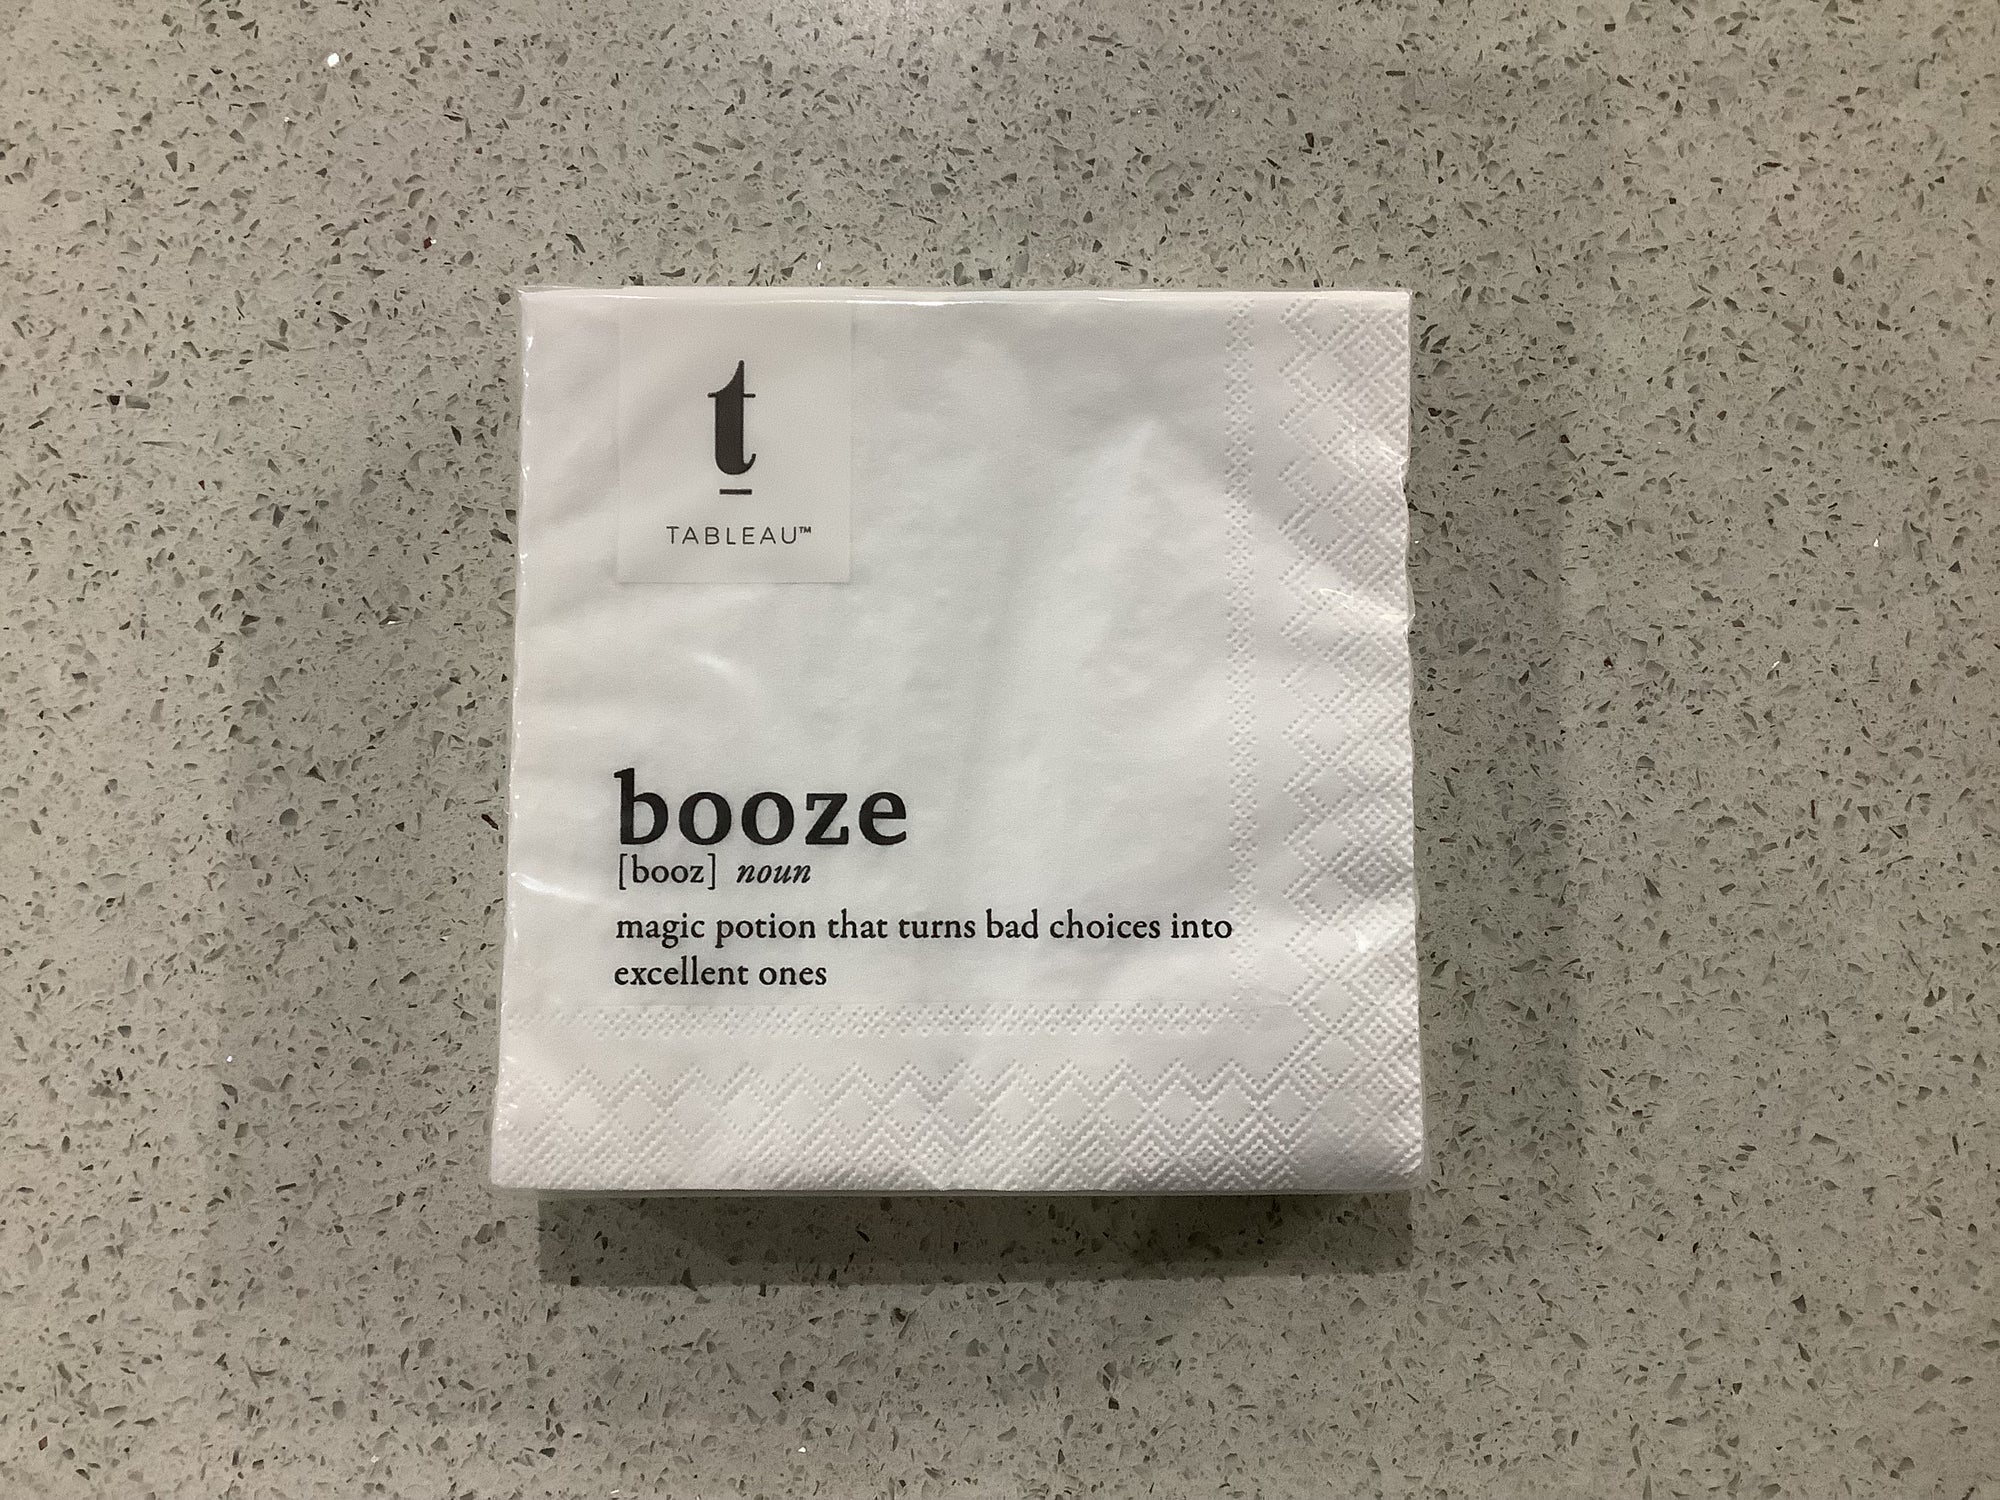 t
TABLEAU™
booze
[booz] noun
magic potion that turns bad choices into
excellent ones